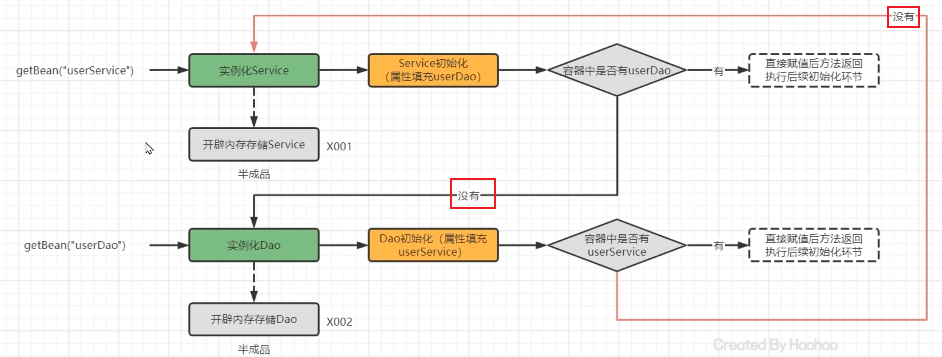 没有
getBean("userService")
实例化Service
Service初始化
（属性填充userDao）
容器中是否有userDao
有
直接赋值后方法返回
执行后续初始化环节
开辟内存存储Service
X001
半成品
没有
getBean("userDao")
实例化Dao
Dao初始化（属性填充
userService）
容器中是否有
userService
有
直接赋值后方法返回
执行后续初始化环节
开辟内存存储Dao
X002
半成品
Created By Haohao